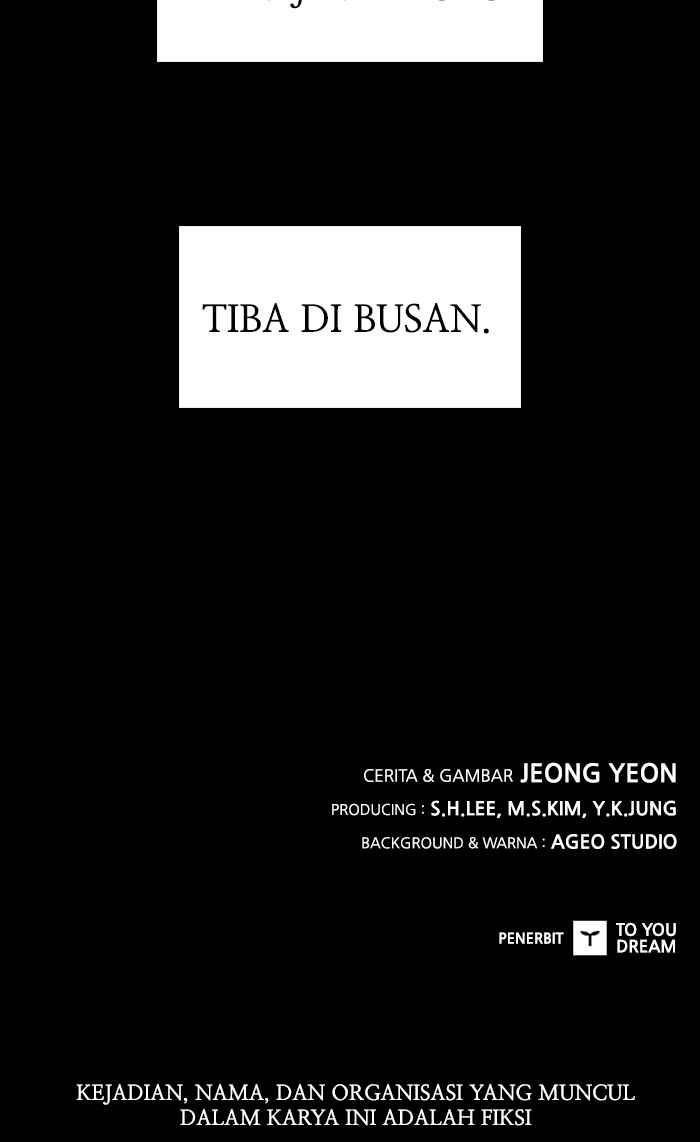 TIBA DI BUSAN.
CERITA & GAMBAR JEONG YEON
PRODUCING : S.H.LEE, M.S.KIM, Y.K.JUNG
BACKGROUND & WARNA : AGEO STUDIO
PENERBIT TO YOU
DREAM
KEJADIAN, NAMA, DAN ORGANISASI YANG MUNCUL
DALAM KARYA INI ADALAH FIKSI